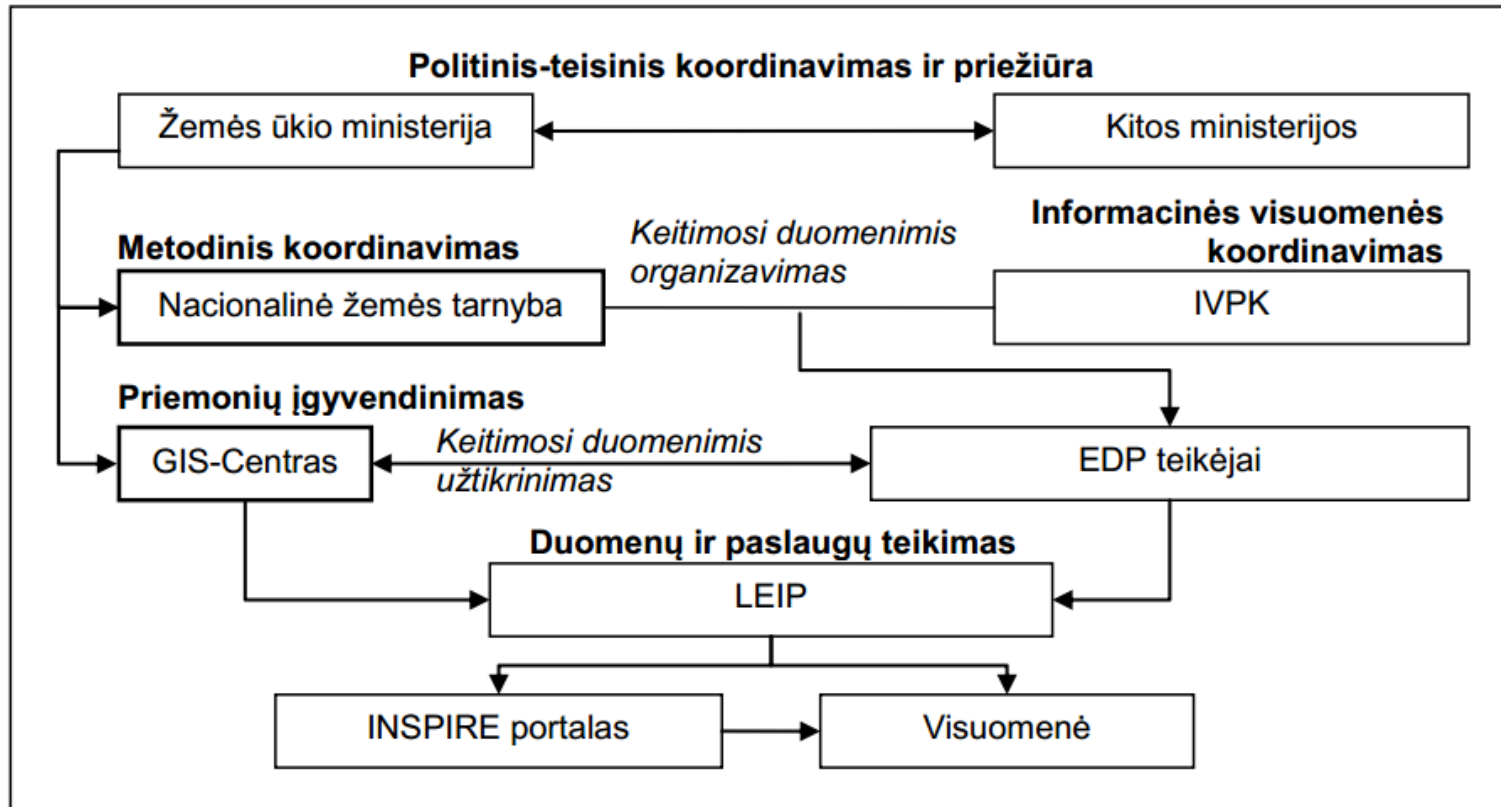 Politinis-teisinis koordinavimas ir priežiūra
Žemės ūkio ministerija
Kitos ministerijos
Informacinės visuomenės
koordinavimas
Metodinis koordinavimas
Keitimosi duomenimis
organizavimas
Nacionalinė žemės tarnyba
IVPK
Priemonių įgyvendinimas
GIS-Centras
Keitimosi duomenimis
užtikrinimas
EDP teikėjai
Duomenų ir paslaugų teikimas
LEIP
INSPIRE portalas
Visuomenė